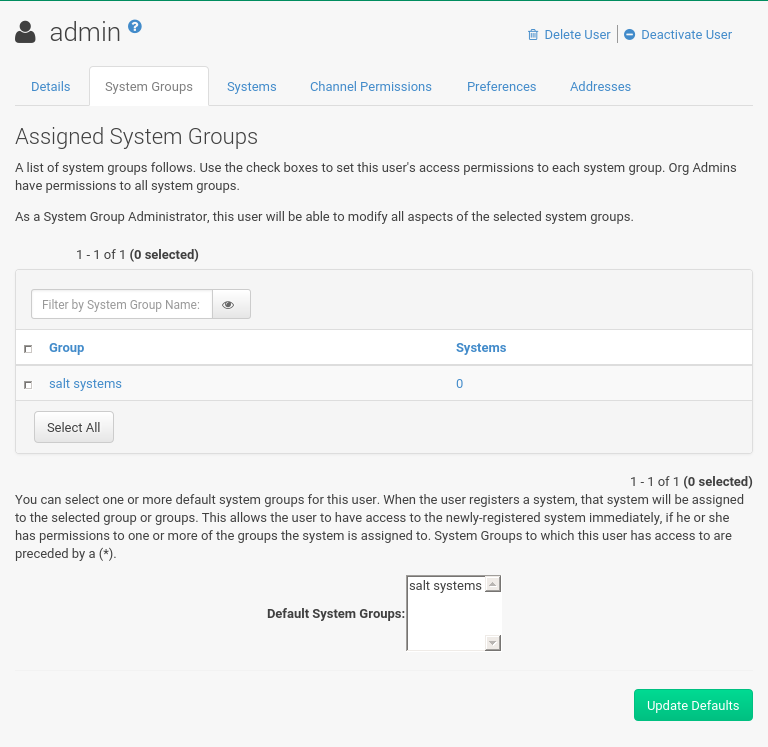 admin
Delete User
Deactivate User
Details
System Groups
Systems
Channel Permissions
Preferences
Addresses
Assigned System Groups
A list of system groups follows. Use the check boxes to set this user's access permissions to each system group. Org Admins
have permissions to all system groups.
As a System Group Administrator, this user will be able to modify all aspects of the selected system groups.
1 - 1 of 1 (0 selected)
Filter by System Group Name:
Group
Systems
salt systems
0
Select All
1 - 1 of 1 (0 selected)
You can select one or more default system groups for this user. When the user registers a system, that system will be assigned
to the selected group or groups. This allows the user to have access to the newly-registered system immediately, if he or she
has permissions to one or more of the groups the system is assigned to. System Groups to which this user has access to are
preceded by a (*).
Default System Groups:
salt systems
Update Defaults